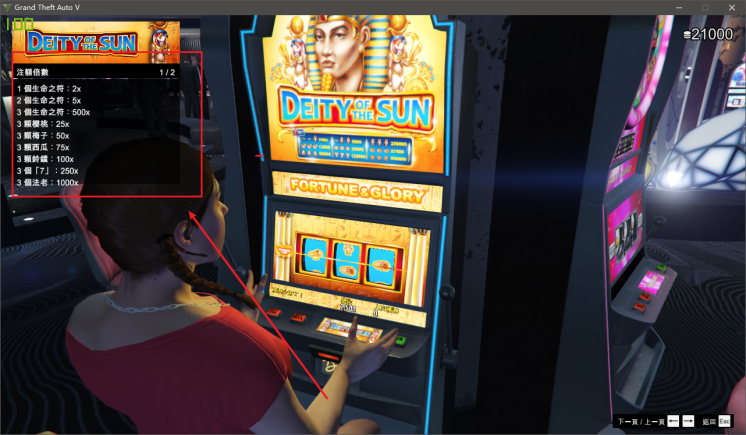 Grand Theft Auto V
100
DEITY OF THE SUN
注額倍數 1 / 2
1 個生命之符：2x
2 個生命之符：5x
3 個生命之符：500x
3 顆櫻桃：25x
3 顆梅子：50x
3 顆西瓜：75x
3 顆鈴鐺：100x
3 個「7」：250x
3 個法老：1000x
21000
DEITY OF THE SUN
FORTUNE & GLORY
下一頁 / 上一頁 ← → 返回 Esc